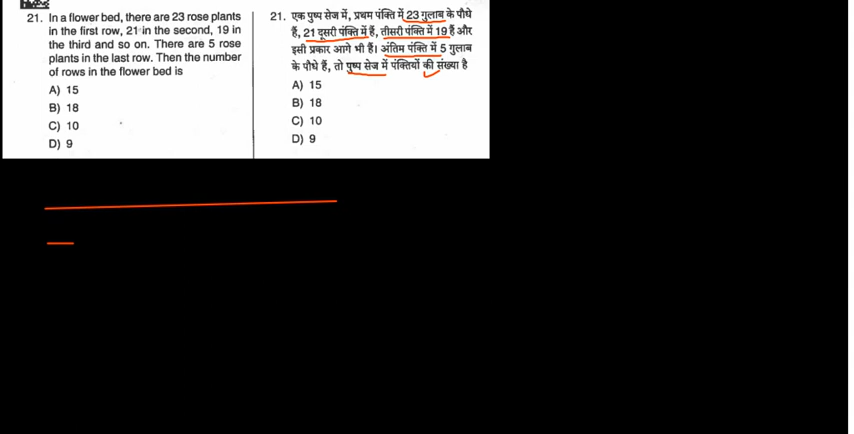 21. In a flower bed, there are 23 rose plants
in the first row, 21 in the second, 19 in
the third and so on. There are 5 rose
plants in the last row. Then the number
of rows in the flower bed is
A) 15
B) 18
C) 10
D) 9
21. एक पुष्प सेज में, प्रथम पंक्ति में 23 गुलाब के पौधे
हैं, 21 दूसरी पंक्ति में हैं, तीसरी पंक्ति में 19 हैं और
इसी प्रकार आगे भी हैं। अंतिम पंक्ति में 5 गुलाब
के पौधे हैं, तो पुष्प सेज में पंक्तियों की संख्या है
A) 15
B) 18
C) 10
D) 9